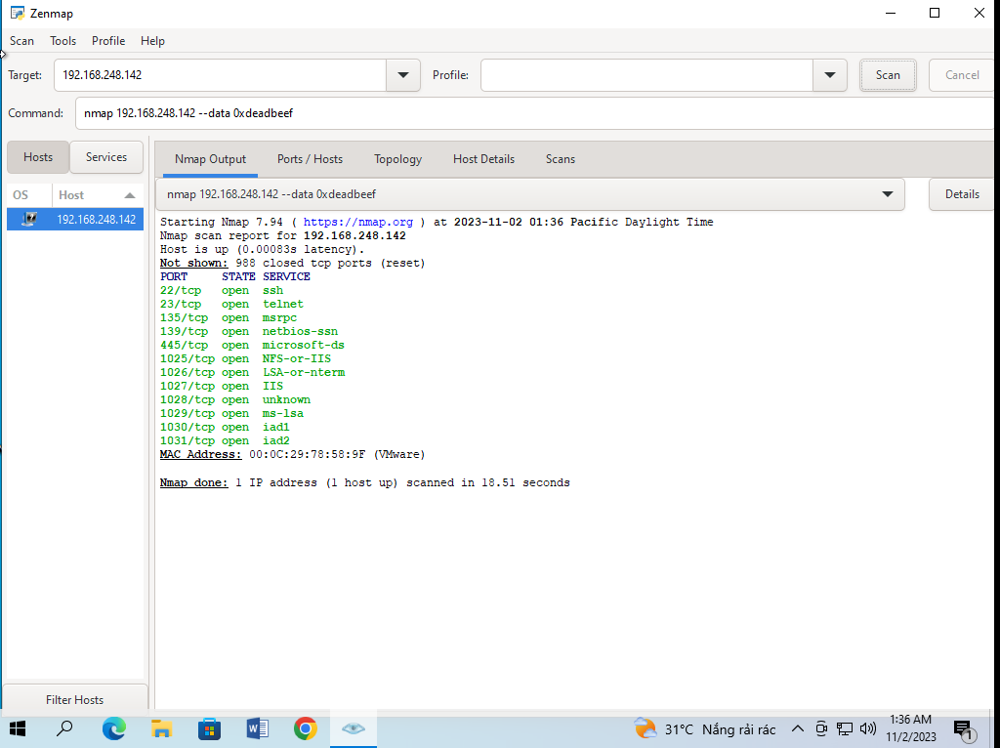 Zenmap
Scan Tools Profile Help
Target: 192.168.248.142 Profile: Scan Cancel
Command: nmap 192.168.248.142 --data 0xdeadbeef
Hosts Services
Nmap Output Ports / Hosts Topology Host Details Scans
OS Host
192.168.248.142
nmap 192.168.248.142 --data 0xdeadbeef Details
Starting Nmap 7.94 ( https://nmap.org ) at 2023-11-02 01:36 Pacific Daylight Time
Nmap scan report for 192.168.248.142
Host is up (0.00083s latency).
Not shown: 988 closed tcp ports (reset)
PORT STATE SERVICE
22/tcp open ssh
23/tcp open telnet
135/tcp open msrpc
139/tcp open netbios-ssn
445/tcp open microsoft-ds
1025/tcp open NFS-or-IIS
1026/tcp open LSA-or-nterm
1027/tcp open IIS
1028/tcp open unknown
1029/tcp open ms-lsa
1030/tcp open iad1
1031/tcp open iad2
MAC Address: 00:0C:29:78:58:9F (VMware)
Nmap done: 1 IP address (1 host up) scanned in 18.51 seconds
Filter Hosts
31°C Nắng rải rác
1:36 AM
11/2/2023
1